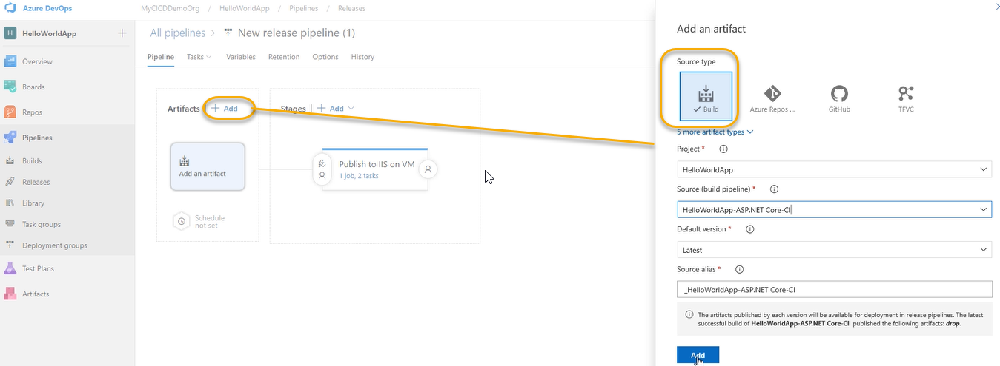 Azure DevOps
MyCICDDemoOrg / HelloWorldApp / Pipelines / Releases
H HelloWorldApp
Overview
Boards
Repos
Pipelines
Builds
Releases
Library
Task groups
Deployment groups
Test Plans
Artifacts
All pipelines > New release pipeline (1)
Pipeline Tasks Variables Retention Options History
Artifacts | + Add
Stages | + Add
Add an artifact
Schedule
not set
Publish to IIS on VM
1 job, 2 tasks
Add an artifact
Source type
Build
Azure Repos ...
GitHub
TFVC
5 more artifact types
Project *
HelloWorldApp
Source (build pipeline) *
HelloWorldApp-ASP.NET Core-CI
Default version *
Latest
Source alias *
_HelloWorldApp-ASP.NET Core-CI
The artifacts published by each version will be available for deployment in release pipelines. The latest
successful build of HelloWorldApp-ASP.NET Core-CI published the following artifacts: drop.
Add